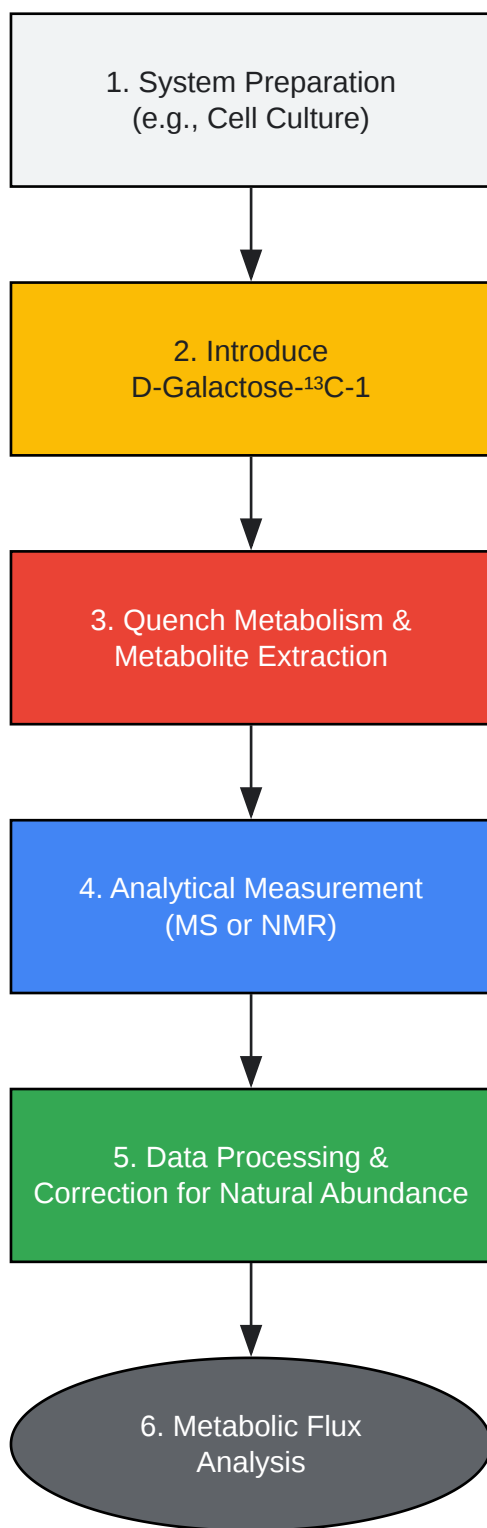 1. System Preparation
(e.g., Cell Culture)
2. Introduce
D-Galactose-¹³C-1
3. Quench Metabolism &
Metabolite Extraction
4. Analytical Measurement
(MS or NMR)
5. Data Processing &
Correction for Natural Abundance
6. Metabolic Flux
Analysis